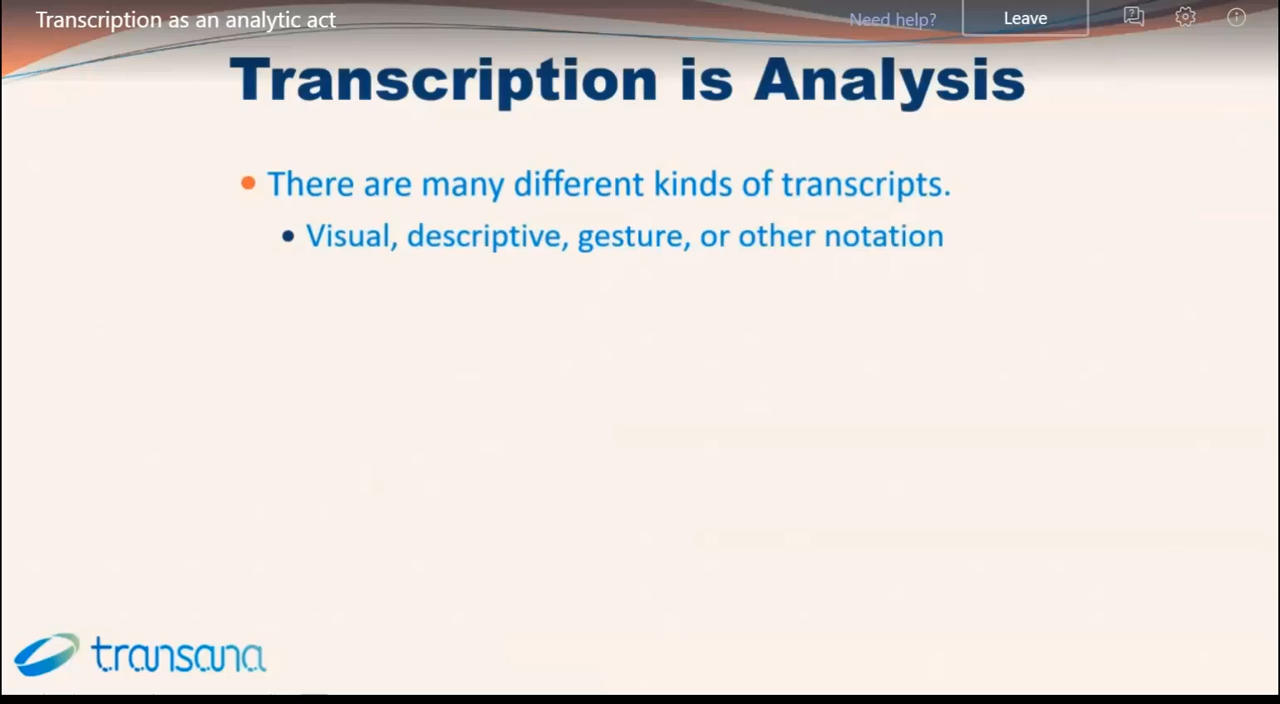 Transcription as an analytic act
Need help?
Leave
Transcription is Analysis
There are many different kinds of transcripts.
Visual, descriptive, gesture, or other notation
transana